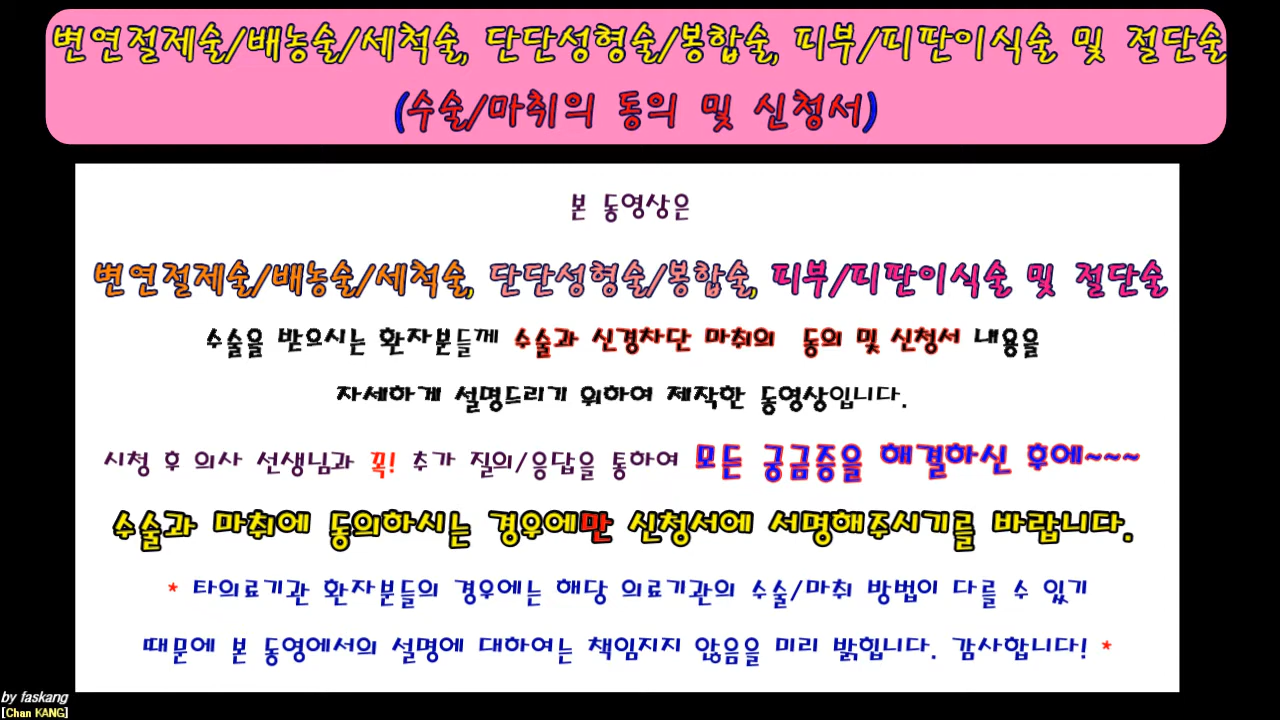 변연절제술/배농술/세척술, 단단성형술/봉합술, 피부/피판이식술 및 절단술
(수술/마취의 동의 및 신청서)
본 동영상은
변연절제술/배농술/세척술, 단단성형술/봉합술, 피부/피판이식술 및 절단술
수술을 받으시는 환자분들께 수술과 신경차단 마취의 동의 및 신청서 내용을
자세하게 설명드리기 위하여 제작한 동영상입니다.
시청 후 의사 선생님과 꼭! 추가 질의/응답을 통하여 모든 궁금증을 해결하신 후에~~~
수술과 마취에 동의하시는 경우에만 신청서에 서명해주시기를 바랍니다.
* 타의료기관 환자분들의 경우에는 해당 의료기관의 수술/마취 방법이 다를 수 있기
때문에 본 동영에서의 설명에 대하여는 책임지지 않음을 미리 밝힙니다. 감사합니다! *
by faskang
[Chan KANG]